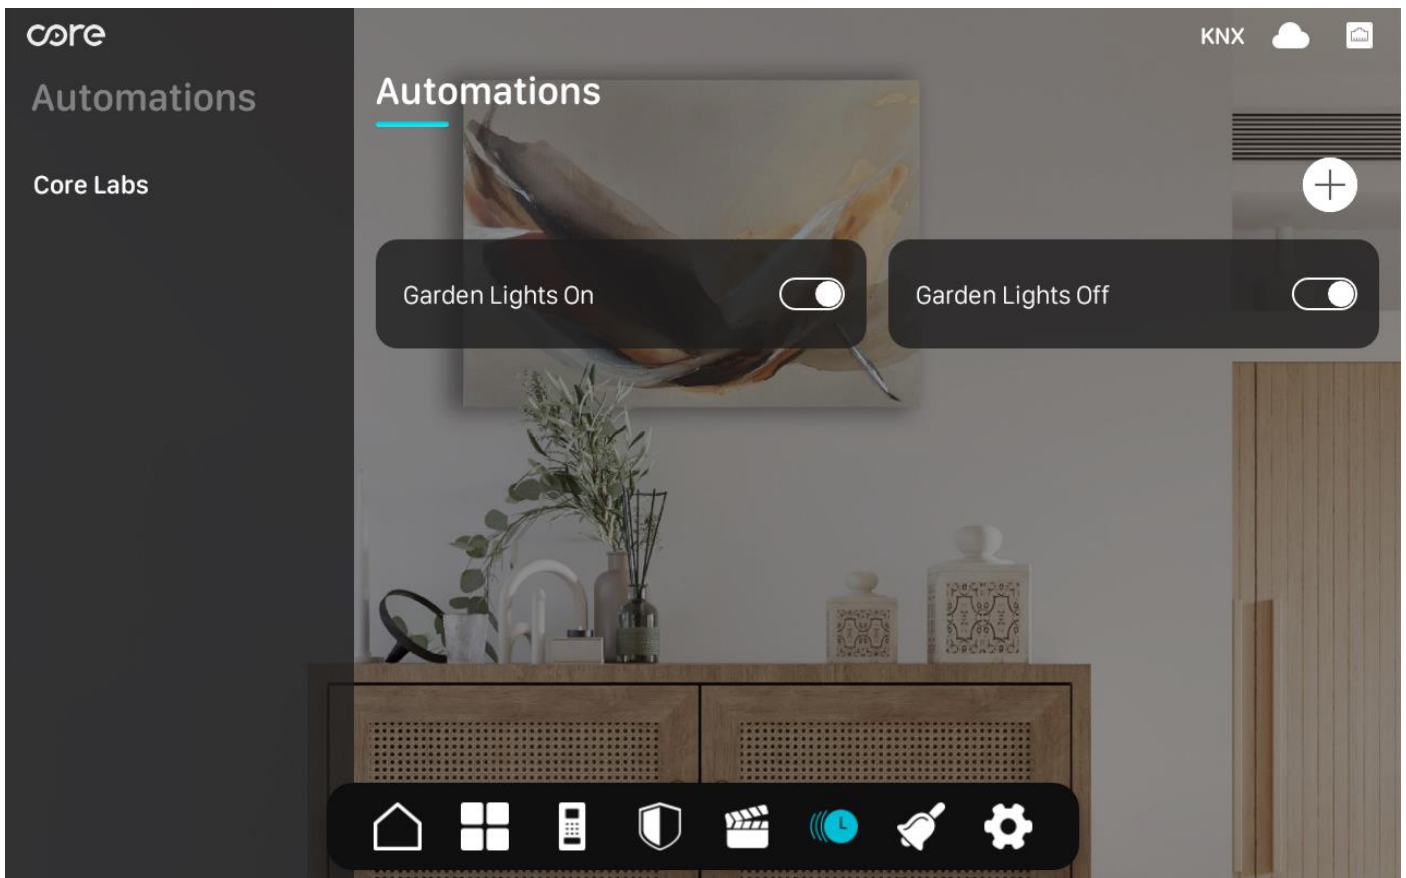 core
KNX
Automations
Automations
Core Labs
Garden Lights On
Garden Lights Off